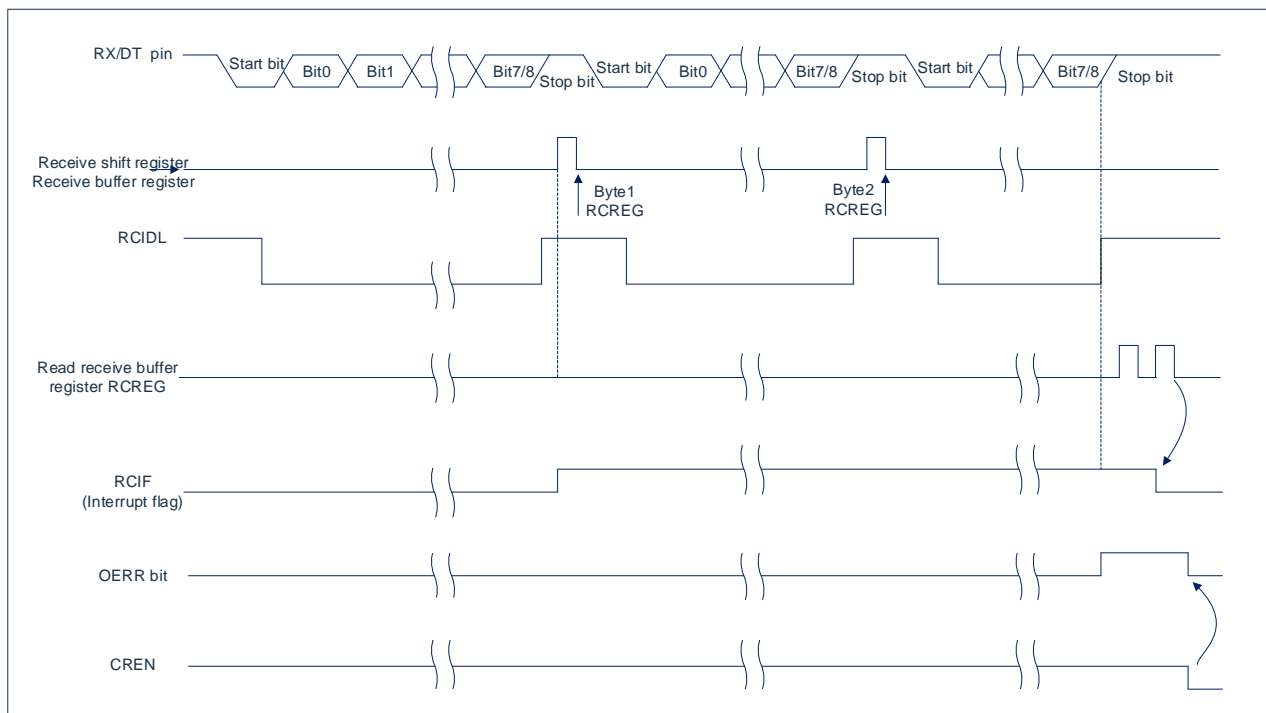 RX/DT pin
Start bit
Bit0
Bit1
Bit7/8
Stop bit
Start bit
Bit0
Bit7/8
Stop bit
Start bit
Bit7/8
Stop bit
Receive shift register
Receive buffer register
Byte1
RCREG
Byte2
RCREG
RCIDL
Read receive buffer
register RCREG
RCIF
(Interrupt flag)
OERR bit
CREN